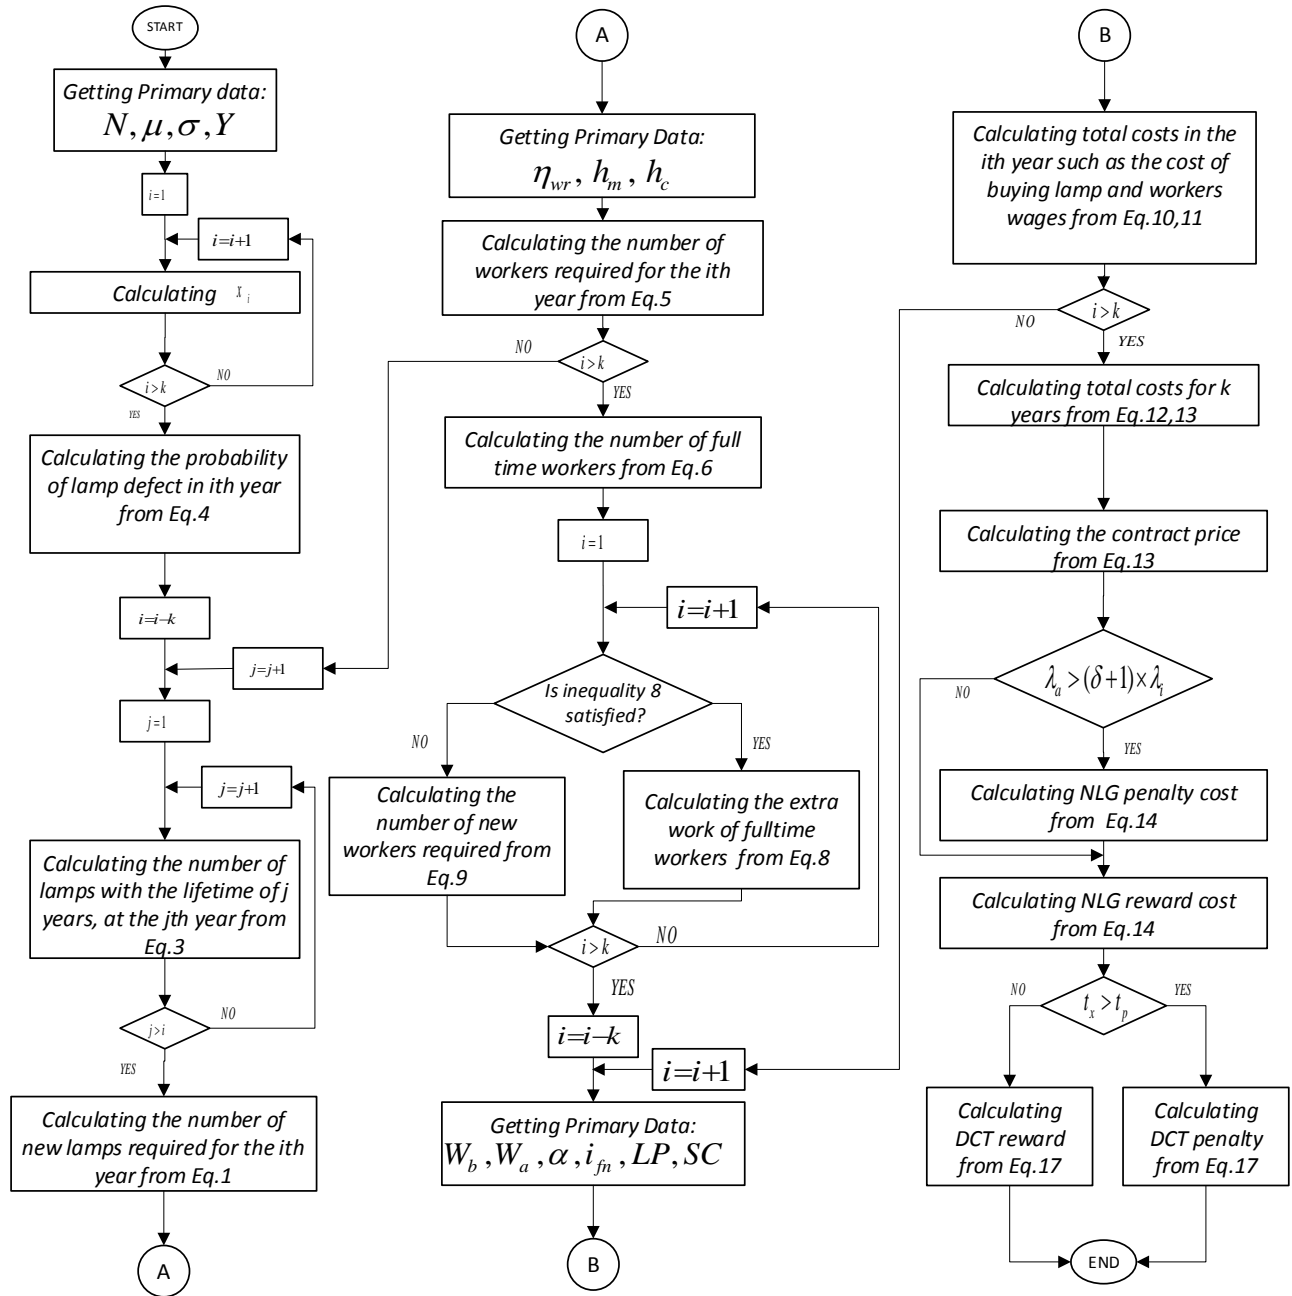 START
Getting Primary data:
N, μ, σ, Y
i=1
i=i+1
Calculating x i
i>k
NO
YES
Calculating the probability
of lamp defect in ith year
from Eq.4
i=i-k
j=j+1
j=1
j=j+1
Calculating the number of
lamps with the lifetime of j
years, at the jth year from
Eq.3
j>i
NO
YES
Calculating the number of
new lamps required for the ith
year from Eq.1
A
A
Getting Primary Data:
η_wr, h_m, h_c
Calculating the number of
workers required for the ith
year from Eq.5
NO
i>k
YES
Calculating the number of full
time workers from Eq.6
i=1
i=i+1
Is inequality 8
satisfied?
NO
YES
Calculating the
number of new
workers required from
Eq.9
Calculating the extra
work of fulltime
workers from Eq.8
i>k
NO
YES
i=i-k
i=i+1
Getting Primary Data:
W_b, W_a, α, i_fn, LP, SC
B
B
Calculating total costs in the
ith year such as the cost of
buying lamp and workers
wages from Eq.10,11
i>k
NO
YES
Calculating total costs for k
years from Eq.12,13
Calculating the contract price
from Eq.13
λ_a>(δ+1)×λ_i
NO
YES
Calculating NLG penalty cost
from Eq.14
Calculating NLG reward cost
from Eq.14
NO
t_x>t_p
YES
Calculating
DCT reward
from Eq.17
Calculating
DCT penalty
from Eq.17
END